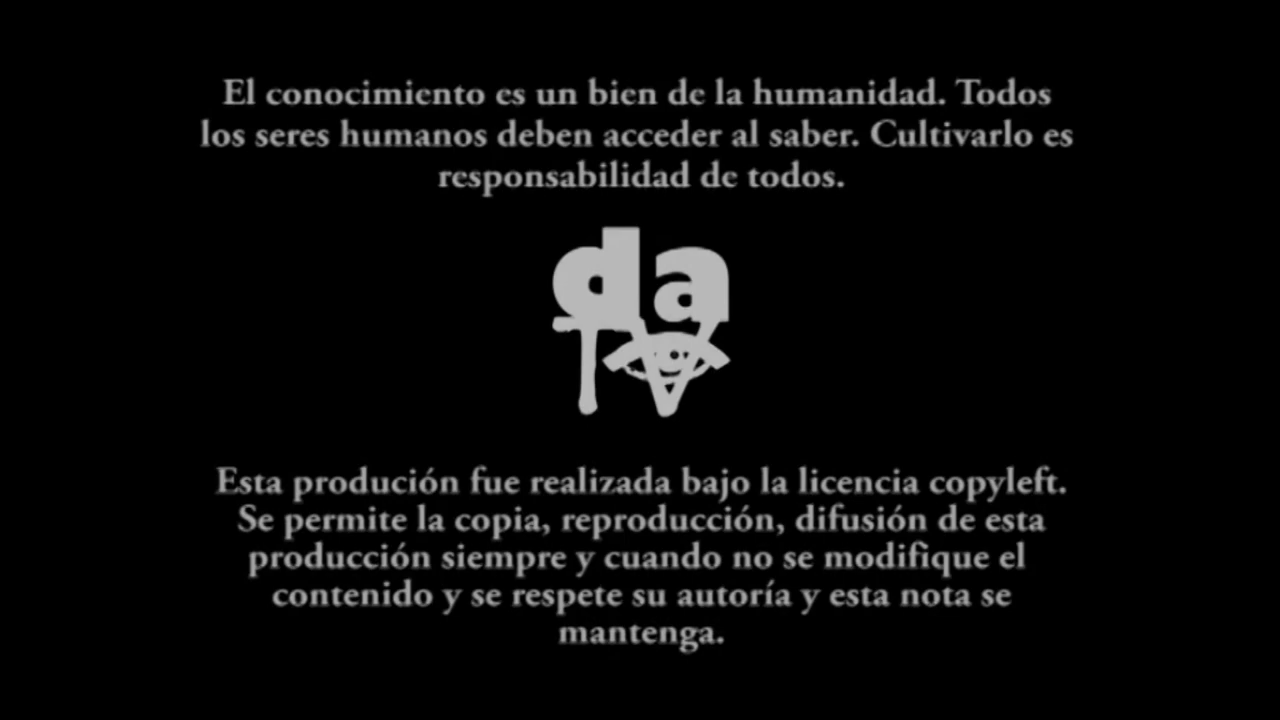 El conocimiento es un bien de la humanidad. Todos
los seres humanos deben acceder al saber. Cultivarlo es
responsabilidad de todos.
da
TV
Esta produción fue realizada bajo la licencia copyleft.
Se permite la copia, reproducción, difusión de esta
producción siempre y cuando no se modifique el
contenido y se respete su autoría y esta nota se
mantenga.